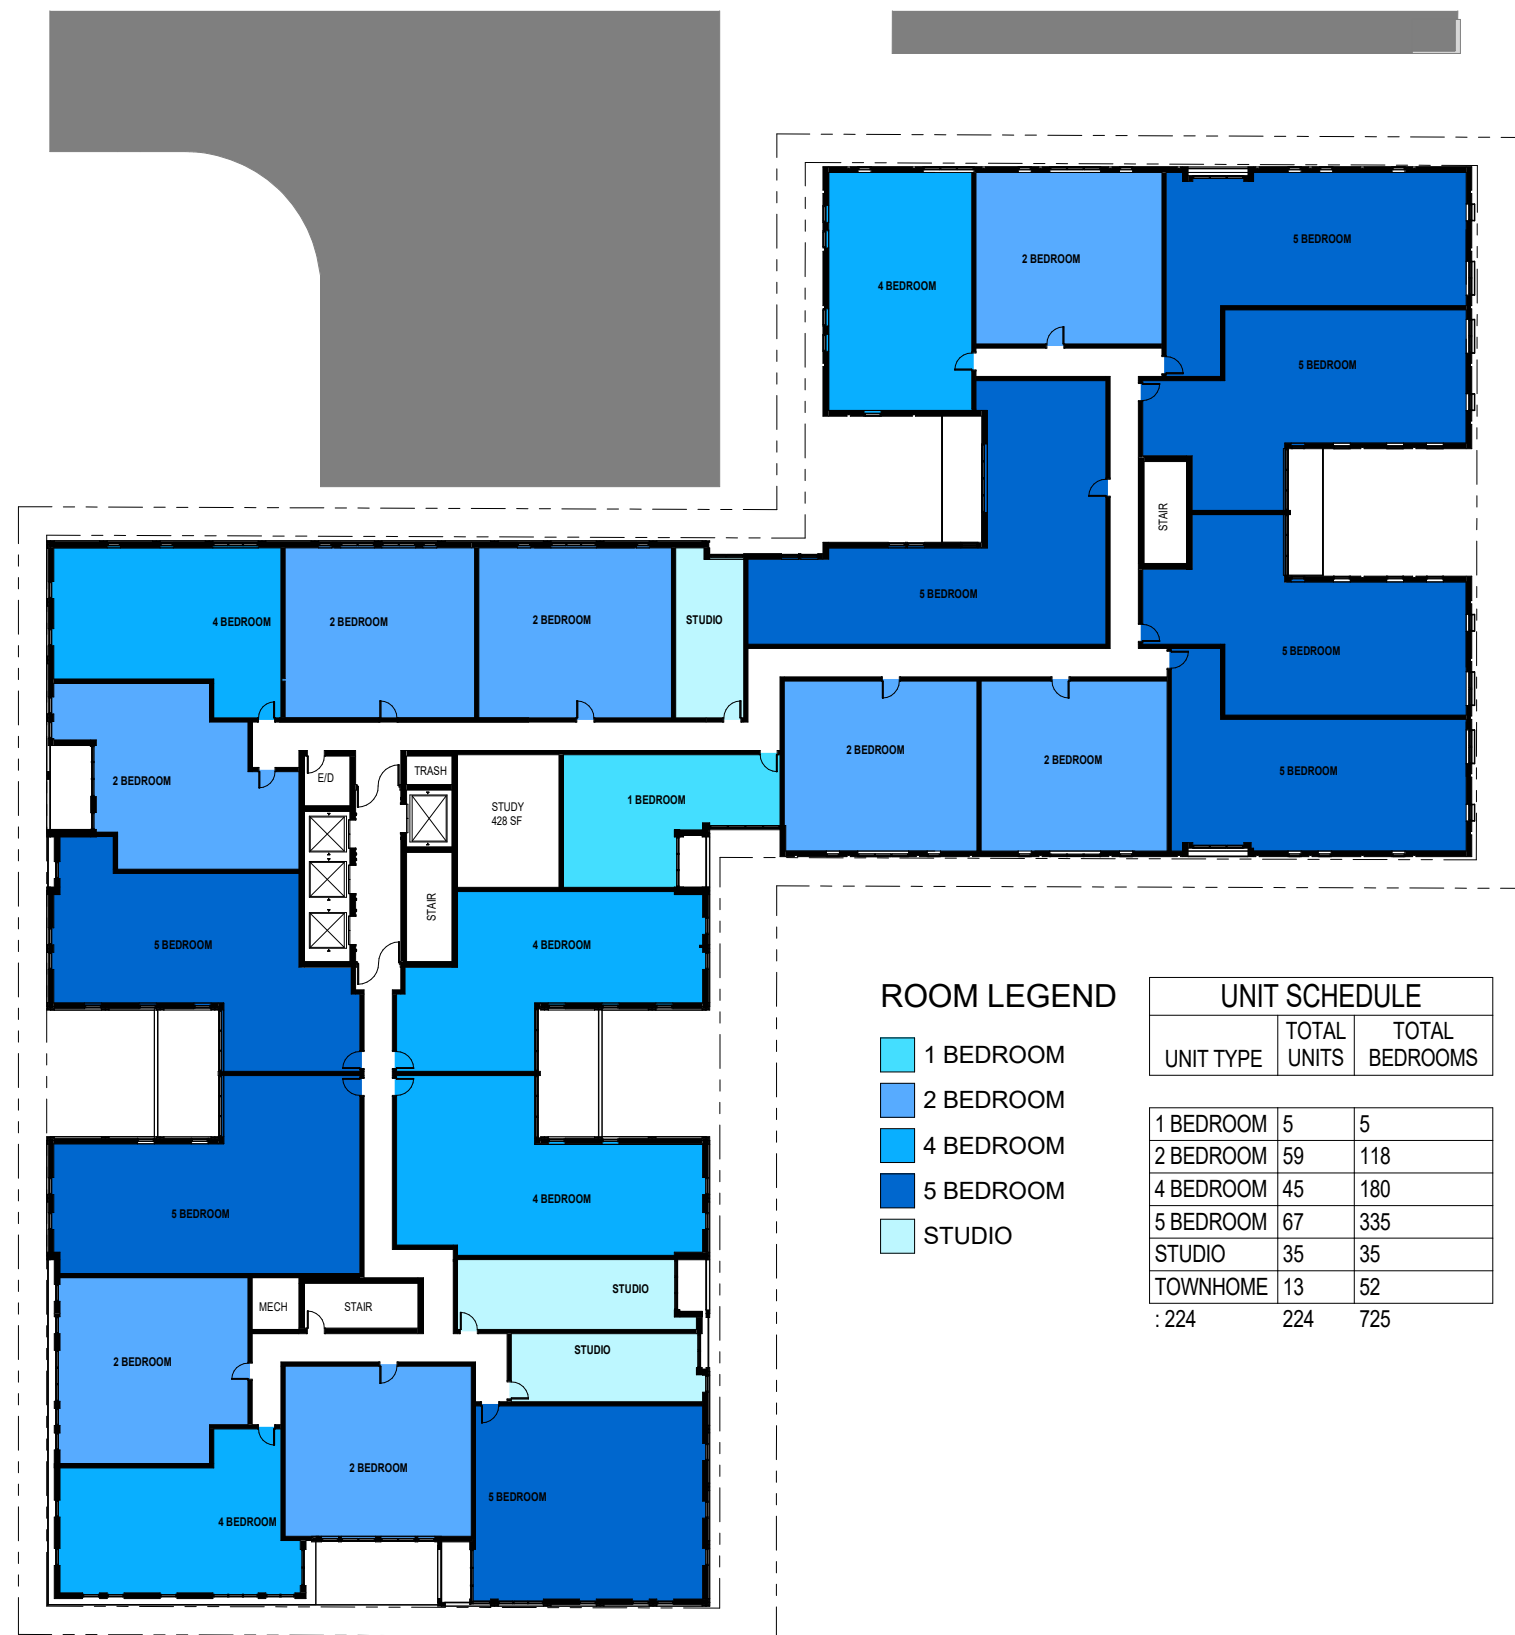 5 BEDROOM
2 BEDROOM
4 BEDROOM
5 BEDROOM
STAIR
5 BEDROOM
4 BEDROOM
2 BEDROOM
2 BEDROOM
STUDIO
5 BEDROOM
5 BEDROOM
2 BEDROOM
2 BEDROOM
5 BEDROOM
2 BEDROOM
E/D
TRASH
STUDY
428 SF
1 BEDROOM
STAIR
5 BEDROOM
4 BEDROOM
5 BEDROOM
4 BEDROOM
MECH
STAIR
STUDIO
STUDIO
2 BEDROOM
2 BEDROOM
4 BEDROOM
5 BEDROOM
ROOM LEGEND
1 BEDROOM
2 BEDROOM
4 BEDROOM
5 BEDROOM
STUDIO
UNIT SCHEDULE
UNIT TYPE TOTAL UNITS TOTAL BEDROOMS
1 BEDROOM 5 5
2 BEDROOM 59 118
4 BEDROOM 45 180
5 BEDROOM 67 335
STUDIO 35 35
TOWNHOME 13 52
: 224 224 725